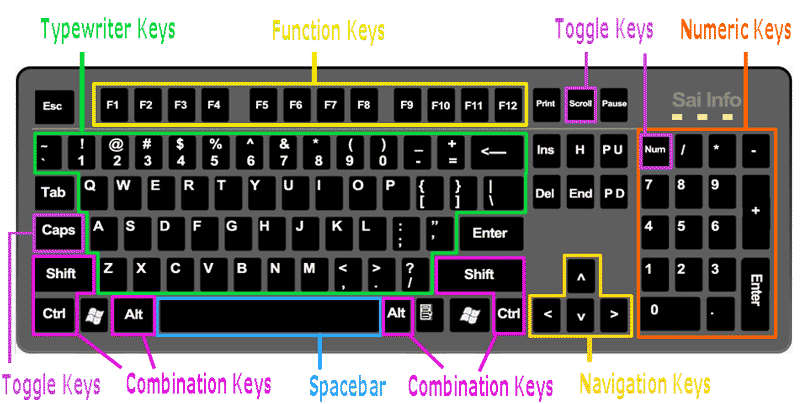 Typewriter Keys Function Keys Toggle Keys Numeric Keys
Esc F1 F2 F3 F4 F5 F6 F7 F8 F9 F10 F11 F12 Print Scroll Pause Sai Info
~ ! @ # $ % ^ & * ( ) _ +
` 1 2 3 4 5 6 7 8 9 0 - = <— Ins H P U Num / * -
Tab Q W E R T Y U I O P { } | Del End P D 7 8 9
[ ] \ +
Caps A S D F G H J K L : " Enter 4 5 6
; ,
Shift Z X C V B N M < > ? Shift ^ 1 2 3 Enter
, . /
Ctrl Alt Alt Ctrl < v > 0 .
Toggle Keys Combination Keys Spacebar Combination Keys Navigation Keys